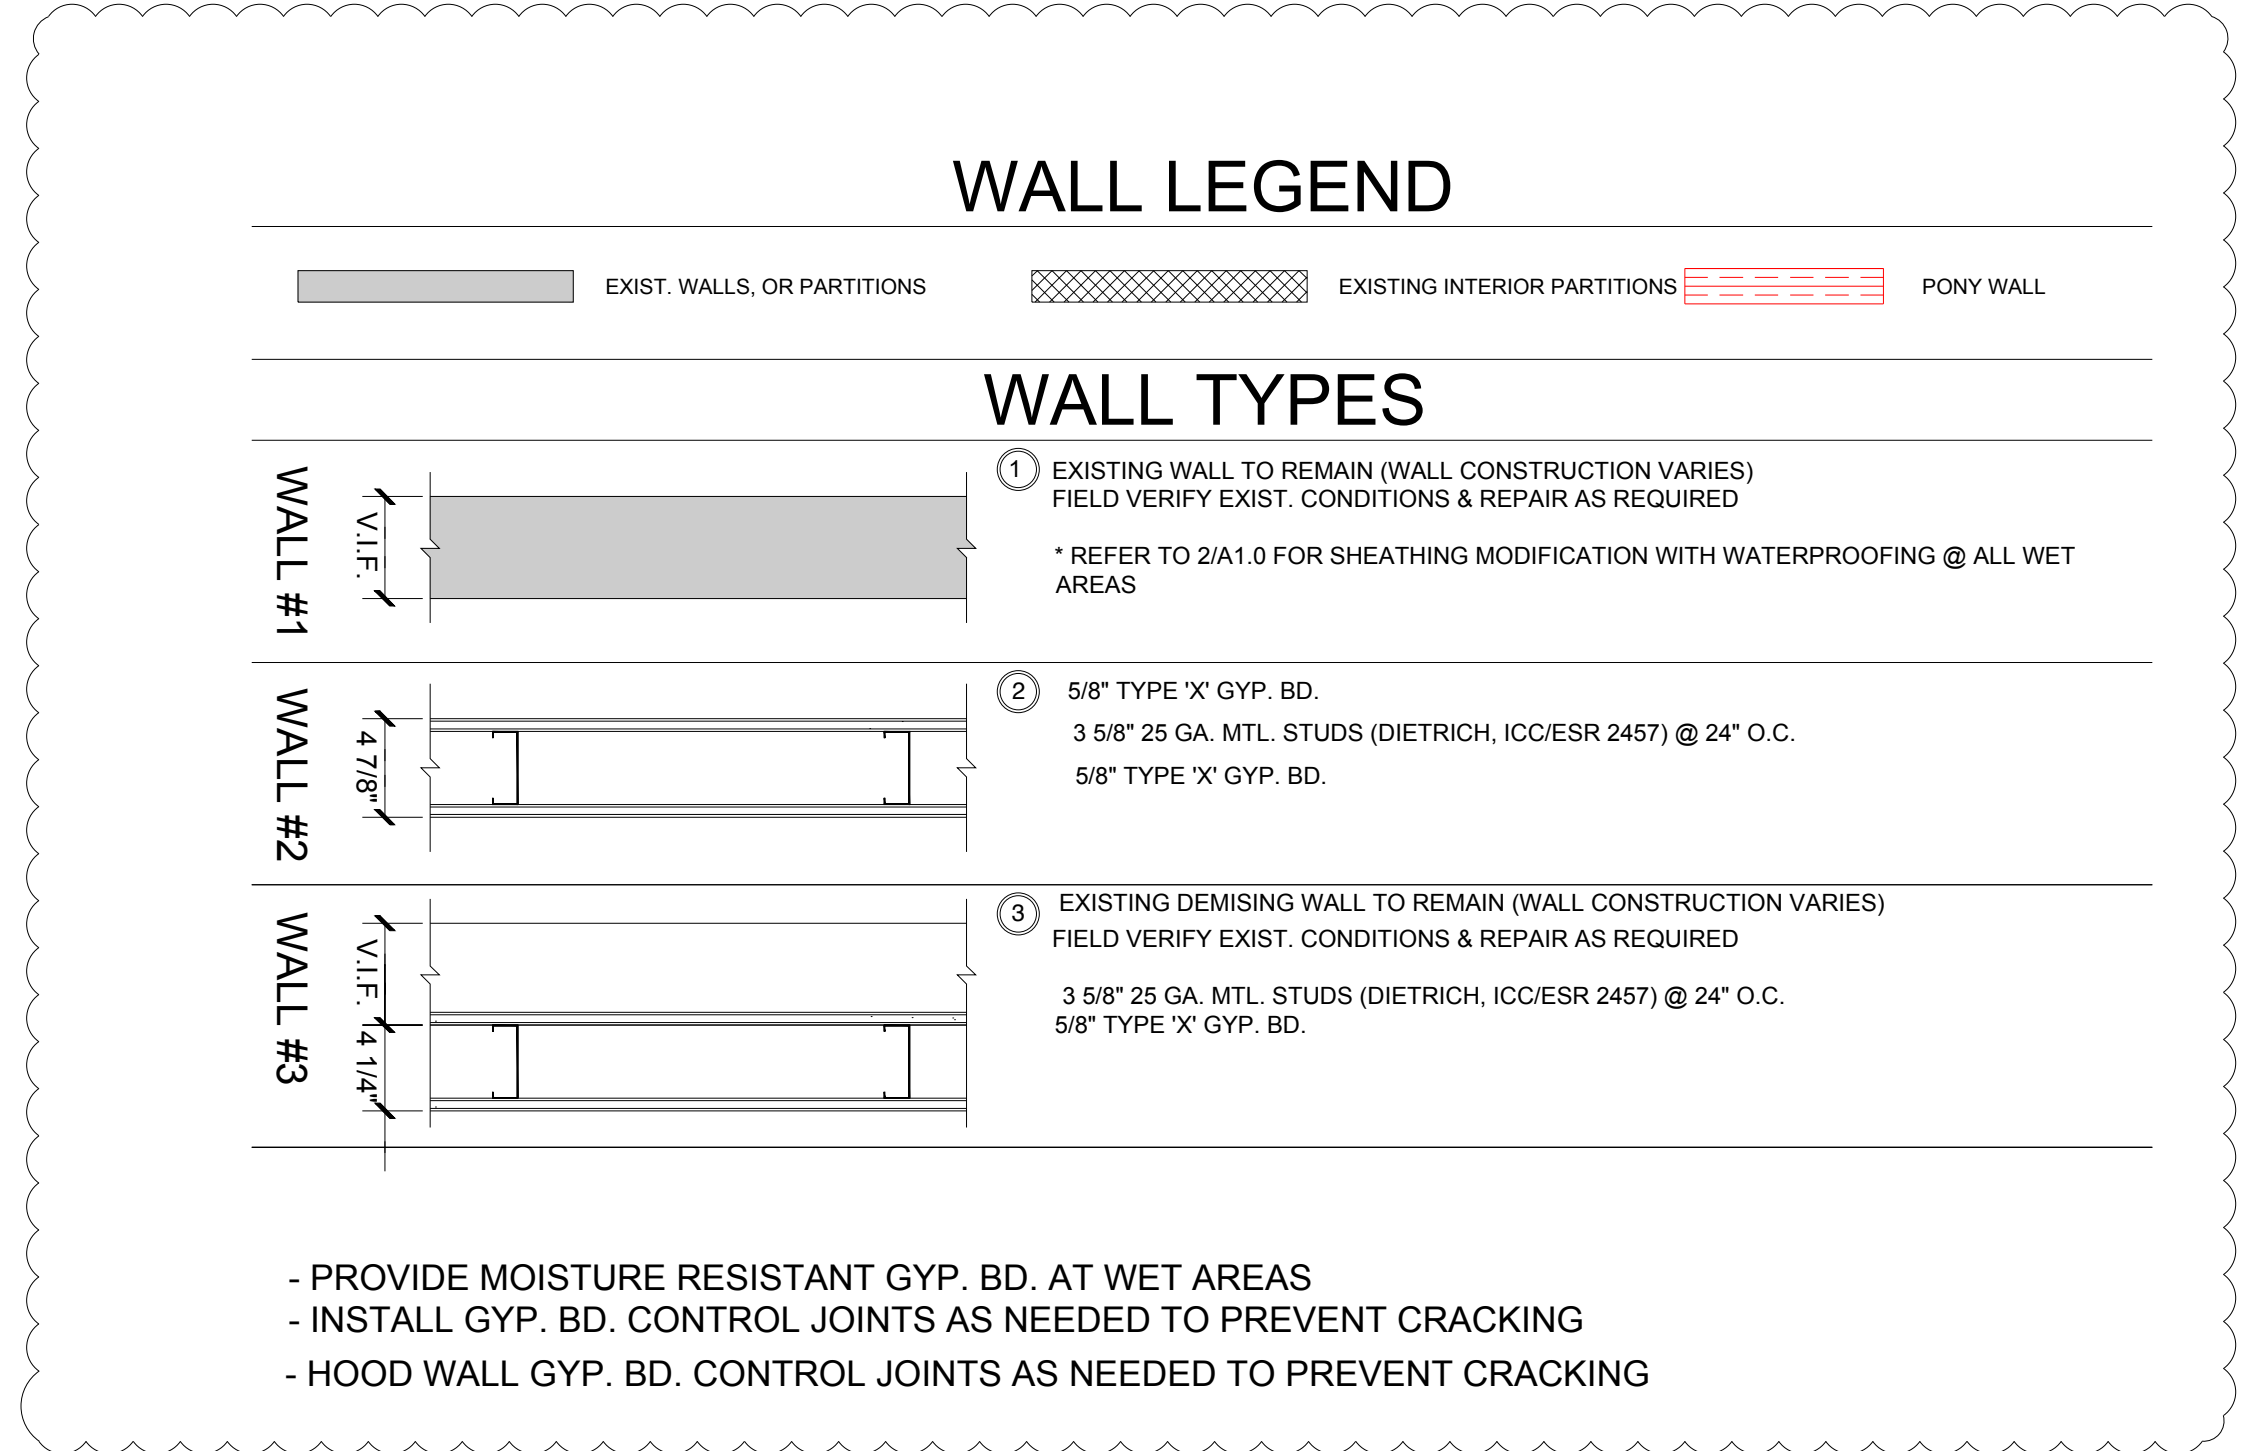 WALL LEGEND
EXIST. WALLS, OR PARTITIONS
EXISTING INTERIOR PARTITIONS
PONY WALL
WALL TYPES
WALL #1
V.I.F.
1
EXISTING WALL TO REMAIN (WALL CONSTRUCTION VARIES)
FIELD VERIFY EXIST. CONDITIONS & REPAIR AS REQUIRED
* REFER TO 2/A1.0 FOR SHEATHING MODIFICATION WITH WATERPROOFING @ ALL WET
AREAS
WALL #2
4 7/8"
2
5/8" TYPE 'X' GYP. BD.
3 5/8" 25 GA. MTL. STUDS (DIETRICH, ICC/ESR 2457) @ 24" O.C.
5/8" TYPE 'X' GYP. BD.
WALL #3
V.I.F.
4 1/4"
3
EXISTING DEMISING WALL TO REMAIN (WALL CONSTRUCTION VARIES)
FIELD VERIFY EXIST. CONDITIONS & REPAIR AS REQUIRED
3 5/8" 25 GA. MTL. STUDS (DIETRICH, ICC/ESR 2457) @ 24" O.C.
5/8" TYPE 'X' GYP. BD.
- PROVIDE MOISTURE RESISTANT GYP. BD. AT WET AREAS
- INSTALL GYP. BD. CONTROL JOINTS AS NEEDED TO PREVENT CRACKING
- HOOD WALL GYP. BD. CONTROL JOINTS AS NEEDED TO PREVENT CRACKING